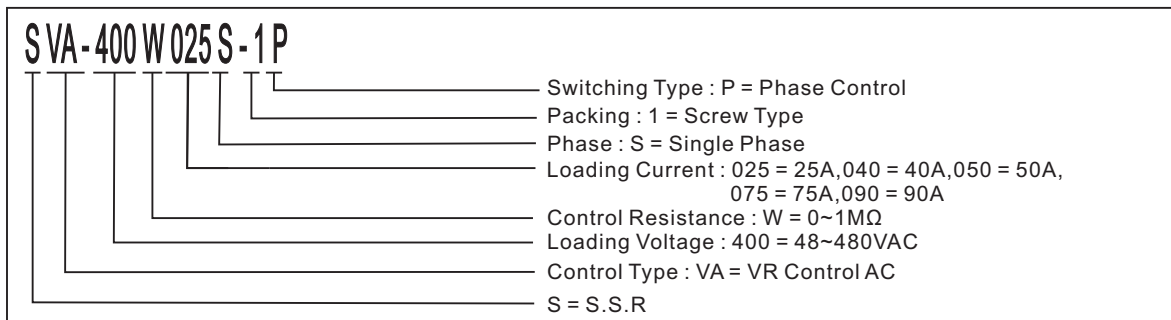 SVA-400W025S-1P
Switching Type : P = Phase Control
Packing : 1 = Screw Type
Phase : S = Single Phase
Loading Current : 025 = 25A,040 = 40A,050 = 50A,
075 = 75A,090 = 90A
Control Resistance : W = 0~1MΩ
Loading Voltage : 400 = 48~480VAC
Control Type : VA = VR Control AC
S = S.S.R